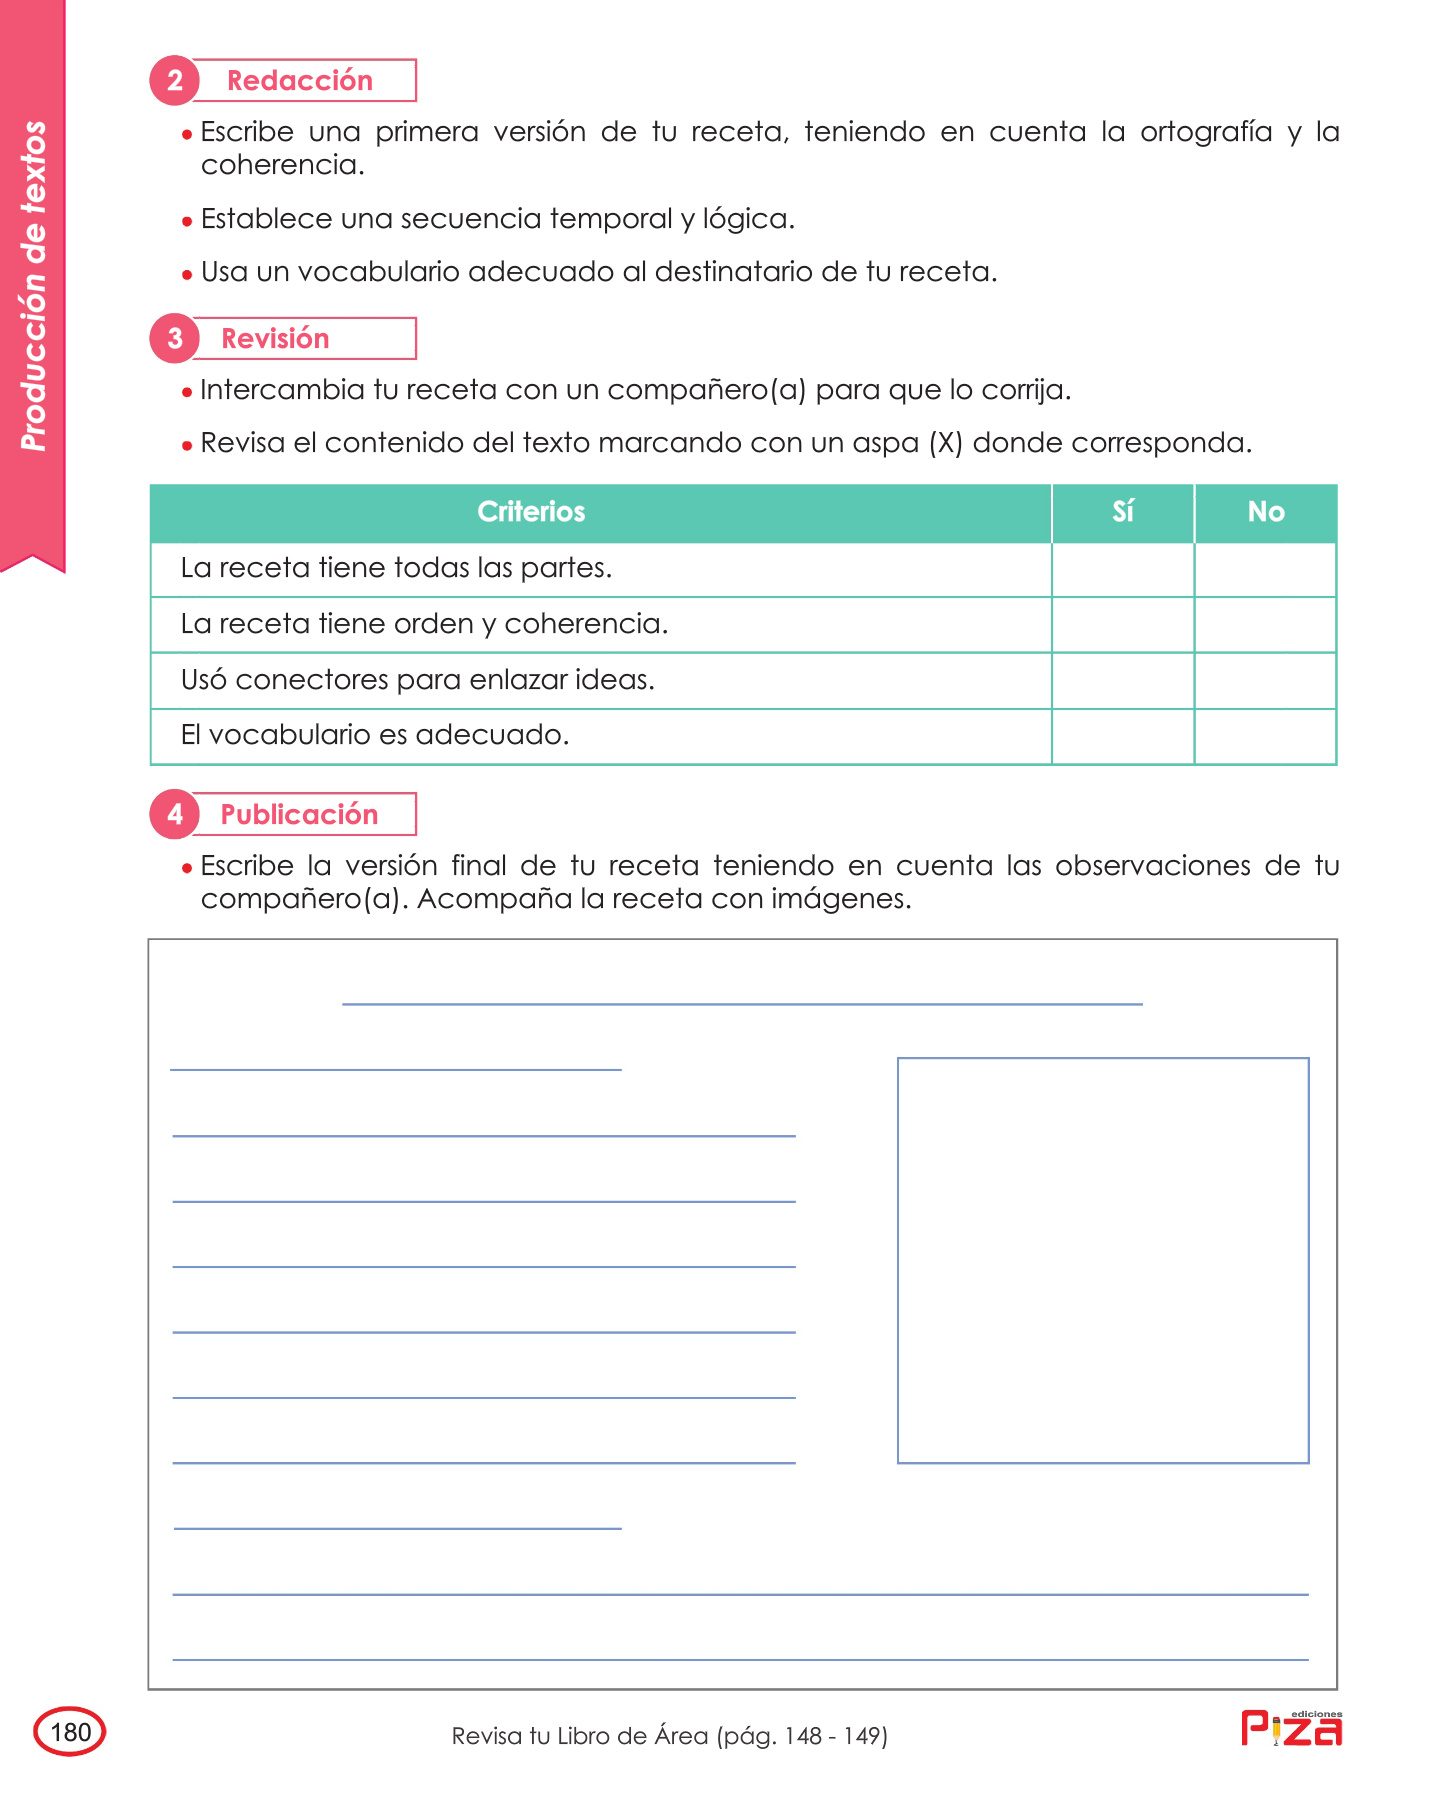 Producción de textos
2 Redacción
• Escribe una primera versión de tu receta, teniendo en cuenta la ortografía y la
coherencia.
• Establece una secuencia temporal y lógica.
• Usa un vocabulario adecuado al destinatario de tu receta.
3 Revisión
• Intercambia tu receta con un compañero(a) para que lo corrija.
• Revisa el contenido del texto marcando con un aspa (X) donde corresponda.
Criterios Sí No
La receta tiene todas las partes.
La receta tiene orden y coherencia.
Usó conectores para enlazar ideas.
El vocabulario es adecuado.
4 Publicación
• Escribe la versión final de tu receta teniendo en cuenta las observaciones de tu
compañero(a). Acompaña la receta con imágenes.
180
Revisa tu Libro de Área (pág. 148 - 149)
ediciones
Piza